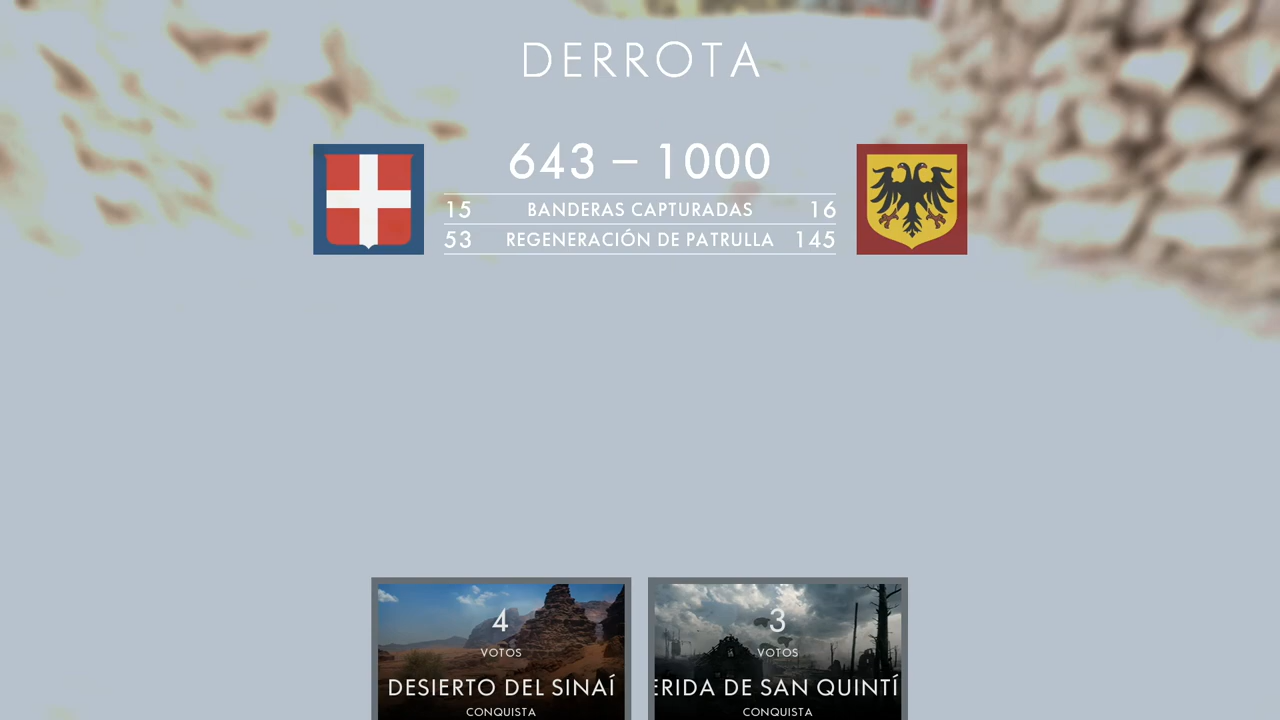 DERROTA
643 – 1000
15 BANDERAS CAPTURADAS 16
53 REGENERACIÓN DE PATRULLA 145
4 3
VOTOS VOTOS
DESIERTO DEL SINAÍ ERIDA DE SAN QUINTÍ
CONQUISTA CONQUISTA